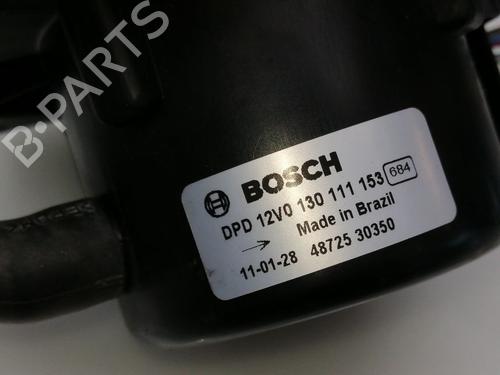 B-PARTS
BOSCH
DPD 12V0 130 111 153 684
Made in Brazil
11-01-28 48725 30350